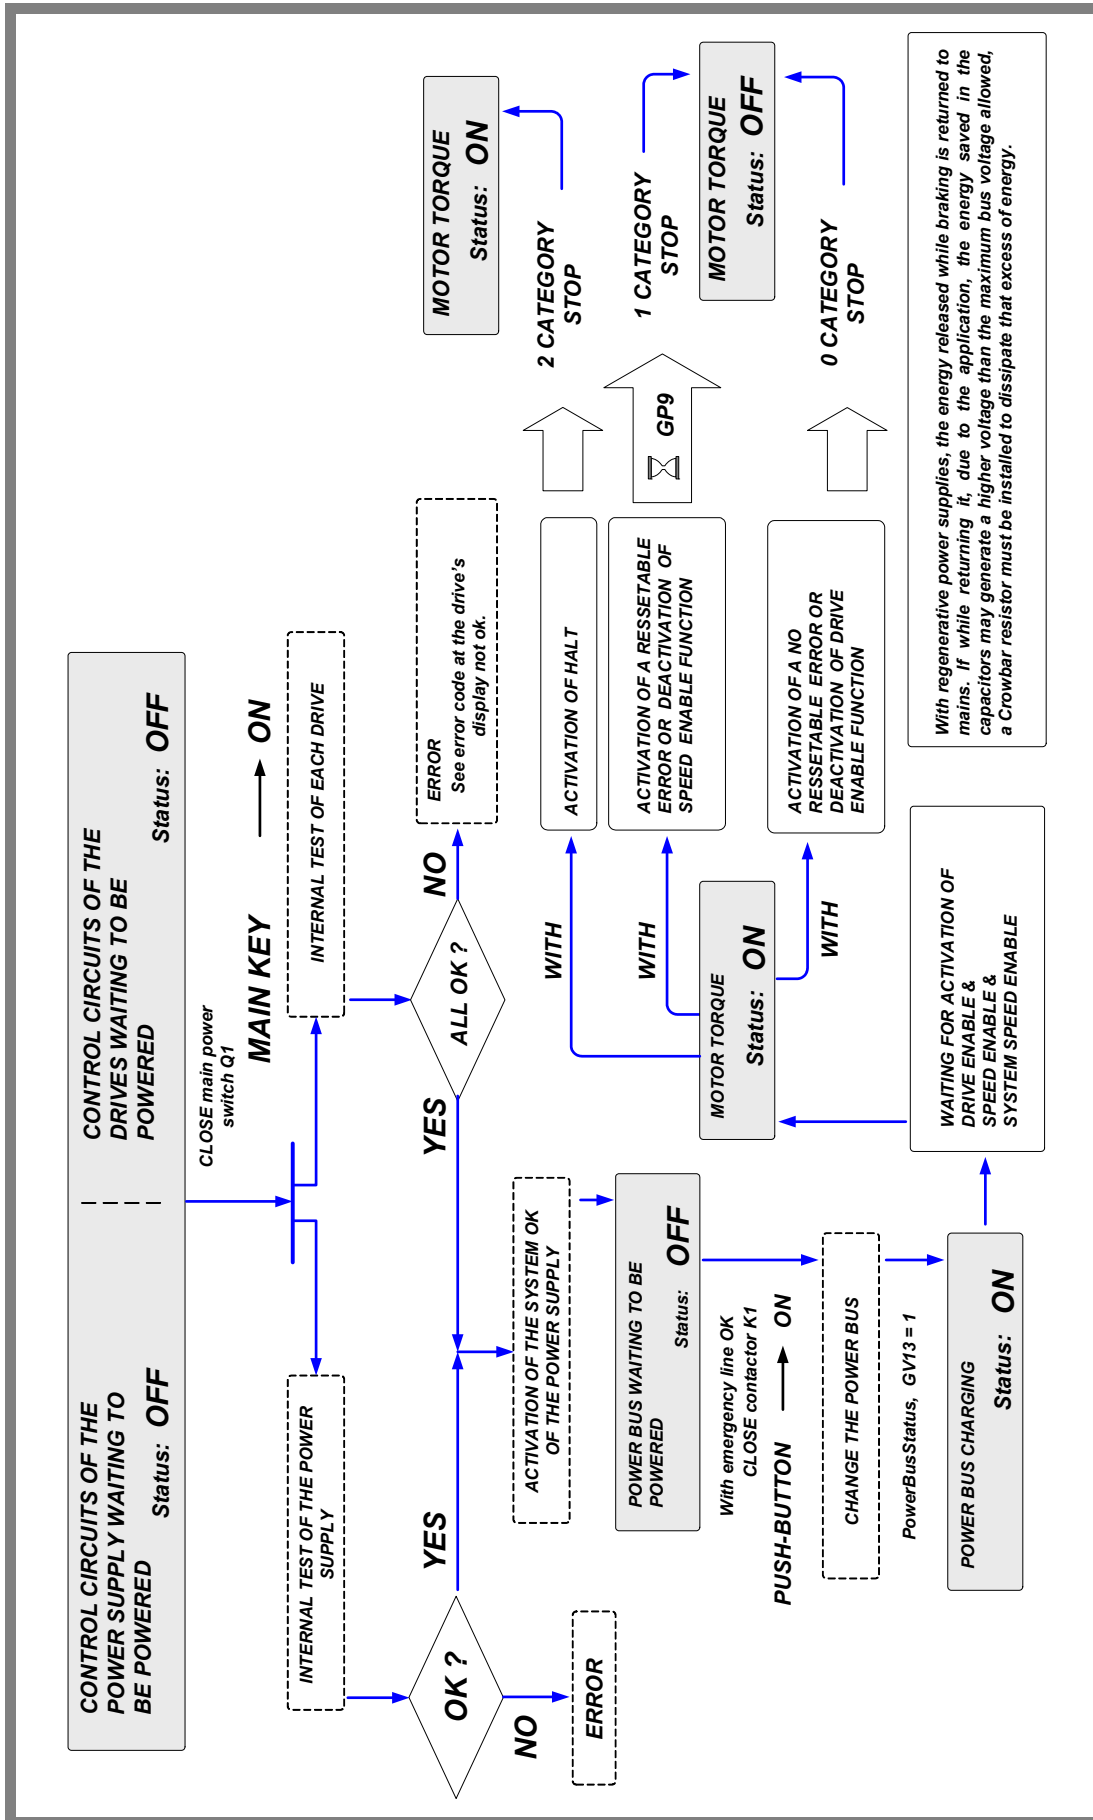 CONTROL CIRCUITS OF THE
POWER SUPPLY WAITING TO
BE POWERED
Status: OFF
CONTROL CIRCUITS OF THE
DRIVES WAITING TO BE
POWERED
Status: OFF
CLOSE main power
switch Q1
MAIN KEY ON
INTERNAL TEST OF THE POWER
SUPPLY
INTERNAL TEST OF EACH DRIVE
OK ?
YES
NO
ERROR
ALL OK ?
YES
NO
ERROR
See error code at the drive's
display not ok.
ACTIVATION OF THE SYSTEM OK
OF THE POWER SUPPLY
POWER BUS WAITING TO BE
POWERED
Status: OFF
With emergency line OK
CLOSE contactor K1
PUSH-BUTTON ON
CHANGE THE POWER BUS
PowerBusStatus, GV13 = 1
POWER BUS CHARGING
Status: ON
WAITING FOR ACTIVATION OF
DRIVE ENABLE &
SPEED ENABLE &
SYSTEM SPEED ENABLE
MOTOR TORQUE
Status: ON
WITH
WITH
WITH
ACTIVATION OF HALT
ACTIVATION OF A RESSETABLE
ERROR OR DEACTIVATION OF
SPEED ENABLE FUNCTION
ACTIVATION OF A NO
RESSETABLE ERROR OR
DEACTIVATION OF DRIVE
ENABLE FUNCTION
GP9
2 CATEGORY
STOP
1 CATEGORY
STOP
0 CATEGORY
STOP
MOTOR TORQUE
Status: ON
MOTOR TORQUE
Status: OFF
With regenerative power supplies, the energy released while braking is returned to
mains. If while returning it, due to the application, the energy saved in the
capacitors may generate a higher voltage than the maximum bus voltage allowed,
a Crowbar resistor must be installed to dissipate that excess of energy.